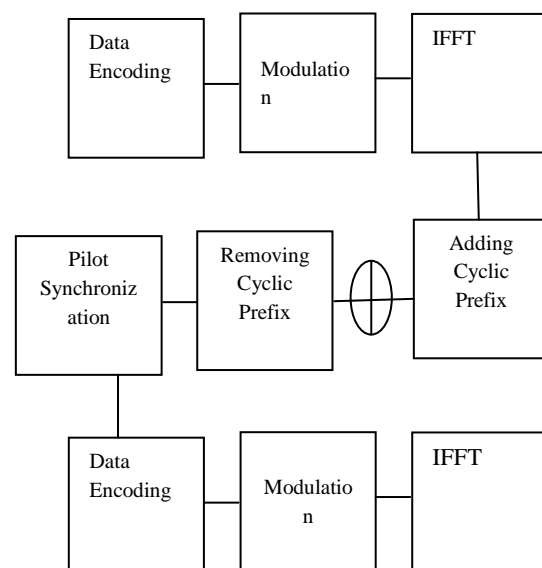 Data
Encoding
Modulatio
n
IFFT
Pilot
Synchroniz
ation
Removing
Cyclic
Prefix
Adding
Cyclic
Prefix
Data
Encoding
Modulatio
n
IFFT